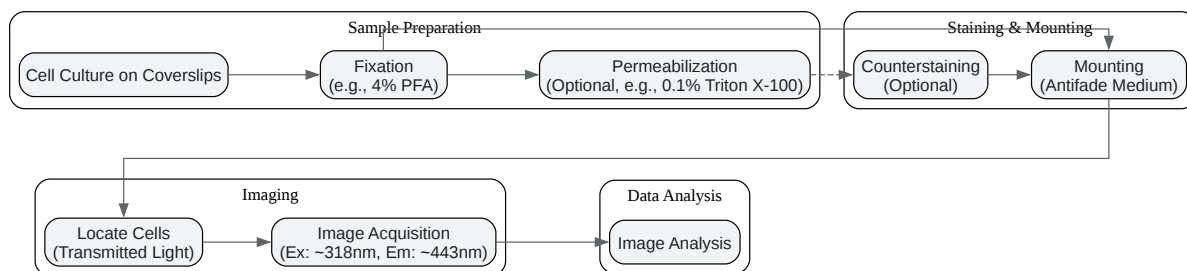 Sample Preparation
Cell Culture on Coverslips
Fixation
(e.g., 4% PFA)
Permeabilization
(Optional, e.g., 0.1% Triton X-100)
Staining & Mounting
Counterstaining
(Optional)
Mounting
(Antifade Medium)
Imaging
Locate Cells
(Transmitted Light)
Image Acquisition
(Ex: ~318nm, Em: ~443nm)
Data Analysis
Image Analysis